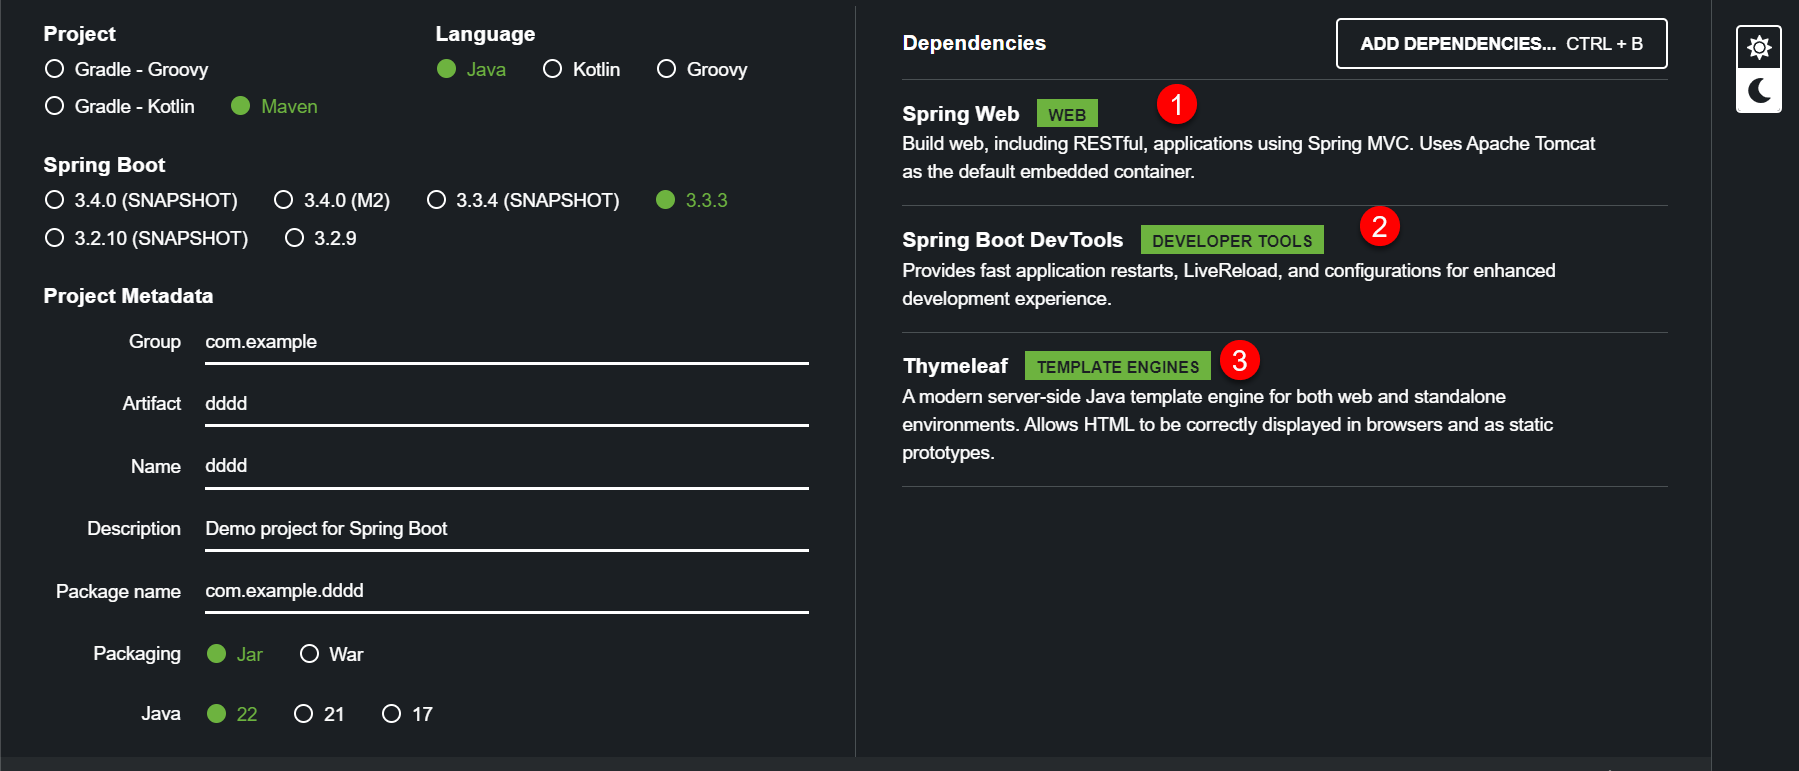 Project
Gradle - Groovy
Gradle - Kotlin Maven
Language
Java Kotlin Groovy
Spring Boot
3.4.0 (SNAPSHOT) 3.4.0 (M2) 3.3.4 (SNAPSHOT) 3.3.3
3.2.10 (SNAPSHOT) 3.2.9
Project Metadata
Group com.example
Artifact dddd
Name dddd
Description Demo project for Spring Boot
Package name com.example.dddd
Packaging Jar War
Java 22 21 17
Dependencies ADD DEPENDENCIES... CTRL + B
Spring Web WEB 1
Build web, including RESTful, applications using Spring MVC. Uses Apache Tomcat
as the default embedded container.
Spring Boot DevTools DEVELOPER TOOLS 2
Provides fast application restarts, LiveReload, and configurations for enhanced
development experience.
Thymeleaf TEMPLATE ENGINES 3
A modern server-side Java template engine for both web and standalone
environments. Allows HTML to be correctly displayed in browsers and as static
prototypes.